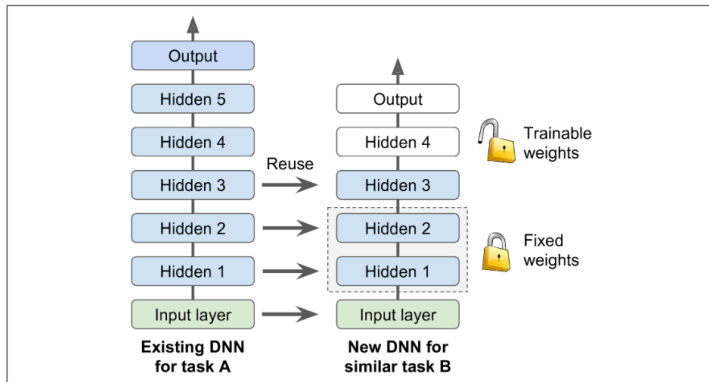 Output
Hidden 5
Hidden 4
Hidden 3
Hidden 2
Hidden 1
Input layer
Existing DNN
for task A
Reuse
Output
Hidden 4
Hidden 3
Hidden 2
Hidden 1
Input layer
New DNN for
similar task B
Trainable
weights
Fixed
weights